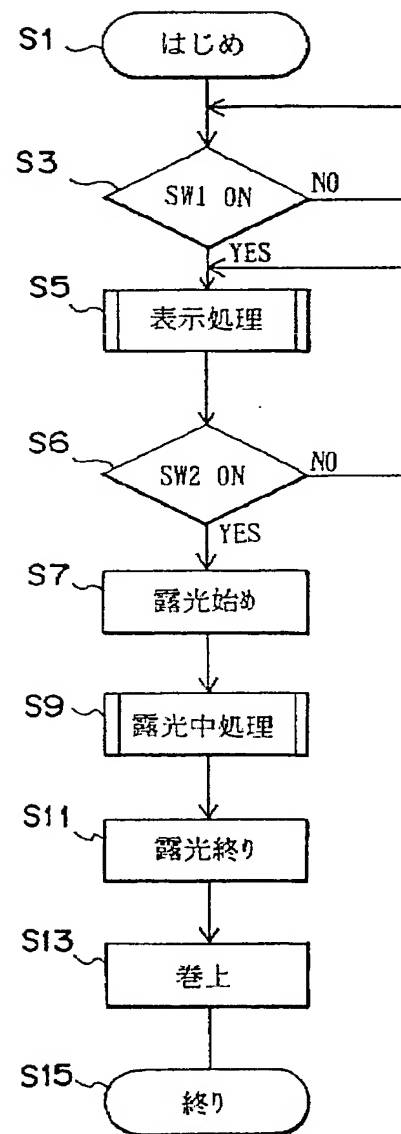 S1 はじめ
S3 SW1 ON NO
YES
S5 表示処理
S6 SW2 ON NO
YES
S7 露光始め
S9 露光中処理
S11 露光終り
S13 巻上
S15 終り